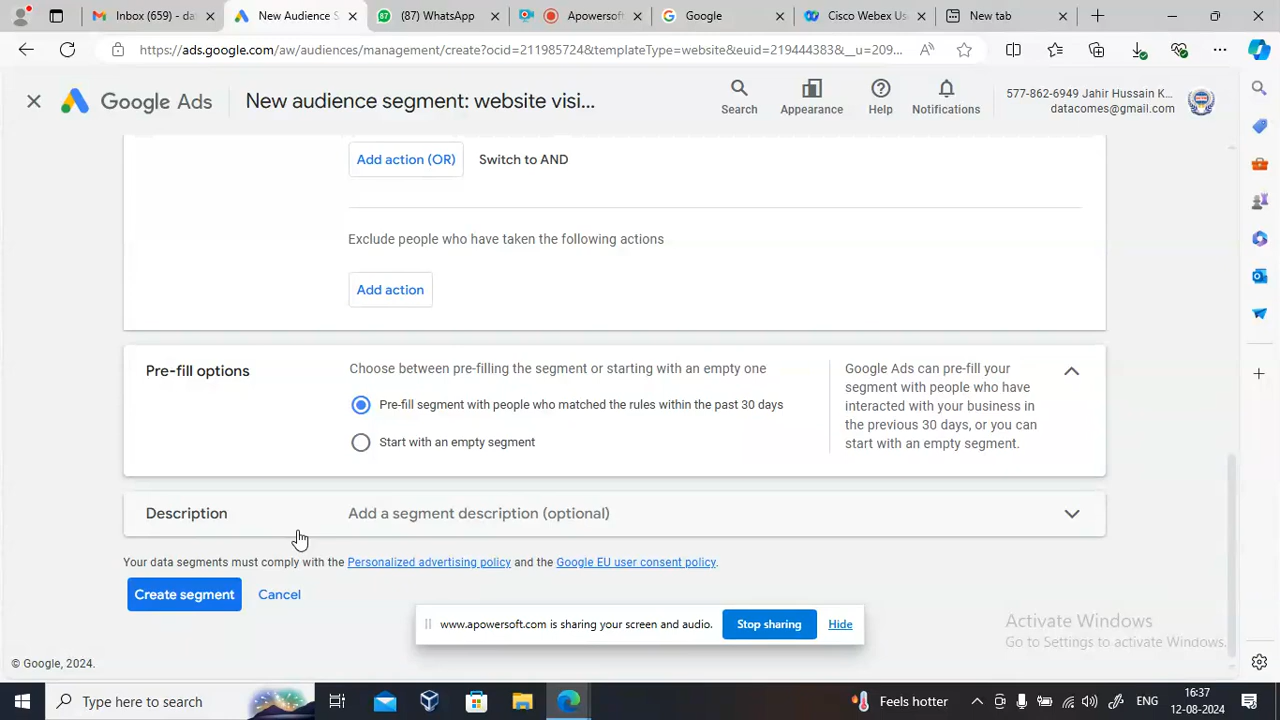 Inbox (659) - da
New Audience S
(87) WhatsApp
Apowersoft F
Google
Cisco Webex Us
New tab
https://ads.google.com/aw/audiences/management/create?ocid=211985724&templateType=website&euid=219444383&__u=209...
Google Ads
New audience segment: website visi...
Search
Appearance
Help
Notifications
577-862-6949 Jahir Hussain K...
datacomes@gmail.com
Add action (OR)
Switch to AND
Exclude people who have taken the following actions
Add action
Pre-fill options
Choose between pre-filling the segment or starting with an empty one
Pre-fill segment with people who matched the rules within the past 30 days
Start with an empty segment
Google Ads can pre-fill your
segment with people who have
interacted with your business in
the previous 30 days, or you can
start with an empty segment.
Description
Add a segment description (optional)
Your data segments must comply with the Personalized advertising policy and the Google EU user consent policy.
Create segment
Cancel
www.apowersoft.com is sharing your screen and audio.
Stop sharing
Hide
Activate Windows
Go to Settings to activate Windows.
© Google, 2024.
Type here to search
Feels hotter
ENG
16:37
12-08-2024